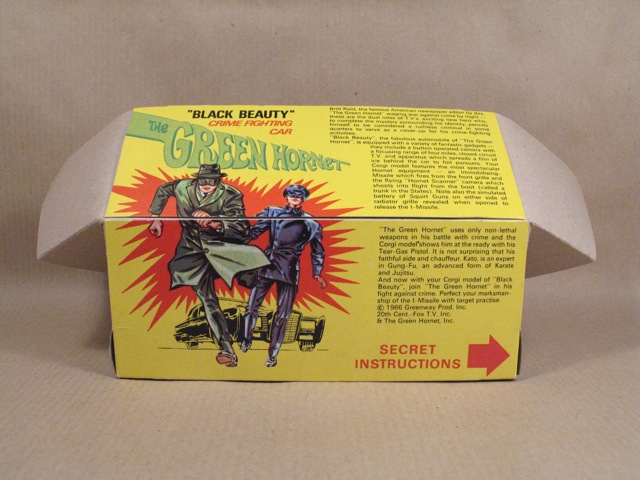 "BLACK BEAUTY"
CRIME FIGHTING
CAR
THE
GREEN HORNET
Britt Reid, the famous American newspaper editor by day,
"The Green Hornet" waging war against crime by night —
these are the dual roles of T.V's. exciting new hero who,
to complete the mystery surrounding his identity, permits
himself to be considered a ruthless criminal in some
quarters to serve as a cover-up for his crime-fighting
activities.
"Black Beauty", the fabulous automobile of "The Green
Hornet", is equipped with a variety of fantastic gadgets —
they include a button operated camera with
a focusing range of four miles, closed circuit
T.V. and apparatus which spreads a film of
ice behind the car to foil pursuers. Your
Corgi model features the most spectacular
Hornet equipment — an Immobilising-
Missile which fires from the front grille and
the flying "Hornet Scanner" camera which
shoots into flight from the boot (called a
trunk in the States). Note also the simulated
battery of Squirt Guns on either side of
radiator grille revealed when opened to
release the I-Missile.
"The Green Hornet" uses only non-lethal
weapons in his battle with crime and the
Corgi model shows him at the ready with his
Tear-Gas Pistol. It is not surprising that his
faithful aide and chauffeur, Kato, is an expert
in Gung-Fu, an advanced form of Karate
and Jujitsu.
And now with your Corgi model of "Black
Beauty", join "The Green Hornet" in his
fight against crime. Perfect your marksman-
ship of the I-Missile with target practise.
© 1966 Greenway Prod. Inc.
20th Cent.-Fox T.V. Inc.
& The Green Hornet, Inc.
SECRET
INSTRUCTIONS